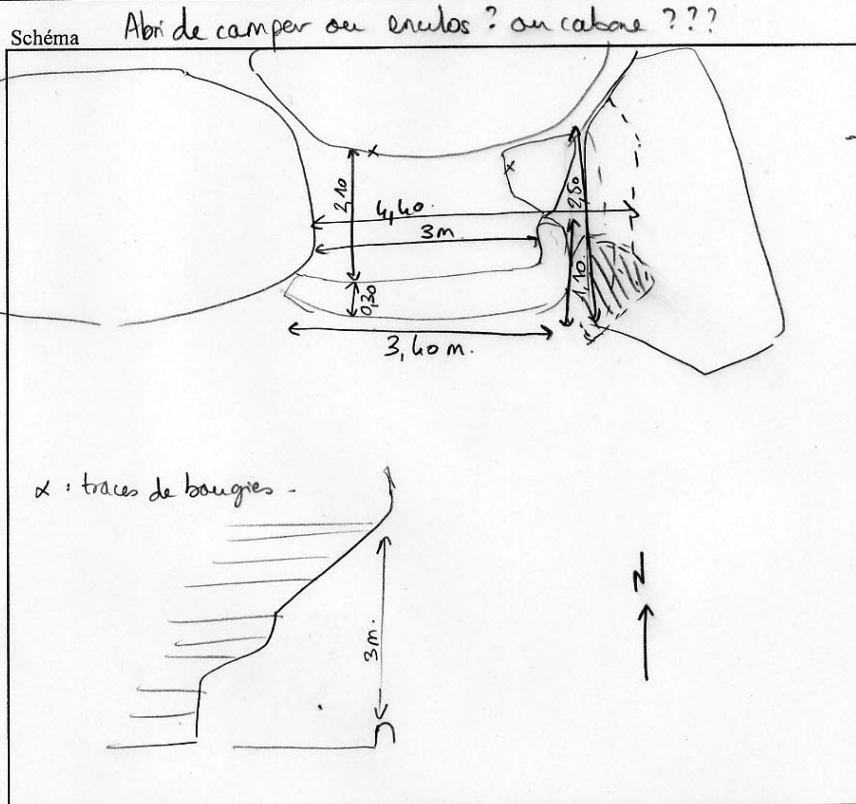 Schéma
Abri de camper ou enclos ? ou cabane ???
2,10
4,40
2,50
3m
1,10
0,30
3,40 m.
x : traces de bougies -
3m.
N